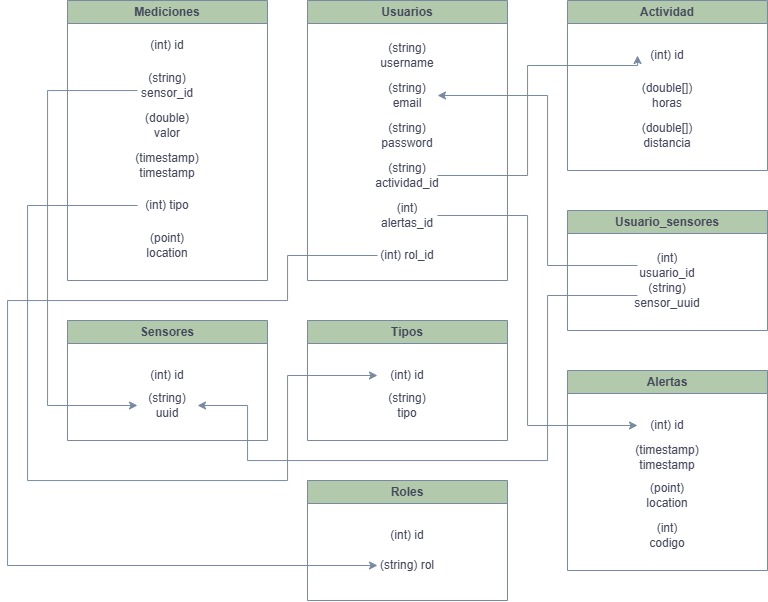 Mediciones
(int) id
(string)
sensor_id
(double)
valor
(timestamp)
timestamp
(int) tipo
(point)
location
Usuarios
(string)
username
(string)
email
(string)
password
(string)
actividad_id
(int)
alertas_id
(int) rol_id
Actividad
(int) id
(double[])
horas
(double[])
distancia
Usuario_sensores
(int)
usuario_id
(string)
sensor_uuid
Sensores
(int) id
(string)
uuid
Tipos
(int) id
(string)
tipo
Alertas
(int) id
(timestamp)
timestamp
(point)
location
(int)
codigo
Roles
(int) id
(string) rol